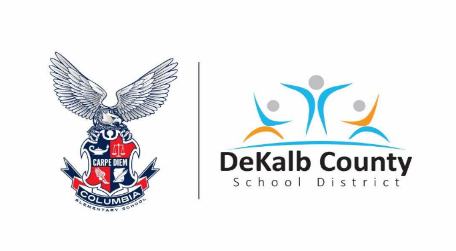 CARPE DIEM
COLUMBIA
ELEMENTARY SCHOOL
DeKalb County
School District